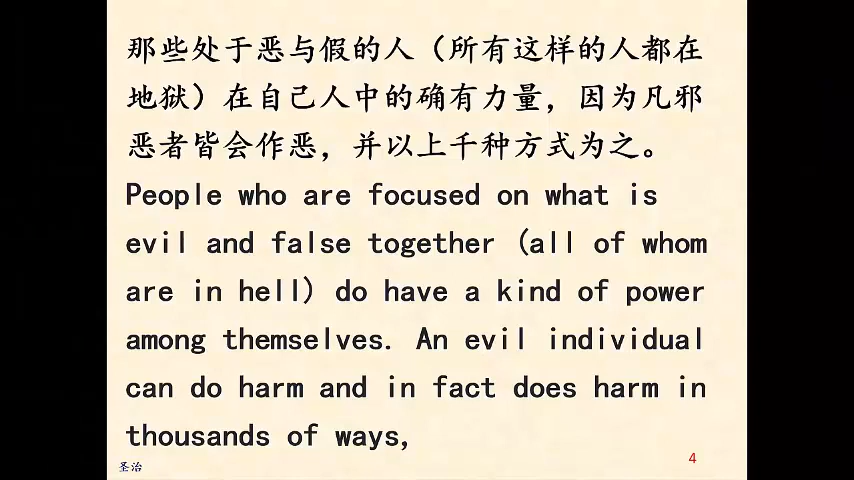 那些处于恶与假的人（所有这样的人都在
地狱）在自己人中的确有力量，因为凡邪
恶者皆会作恶，并以上千种方式为之。
People who are focused on what is
evil and false together (all of whom
are in hell) do have a kind of power
among themselves. An evil individual
can do harm and in fact does harm in
thousands of ways,
圣治
4